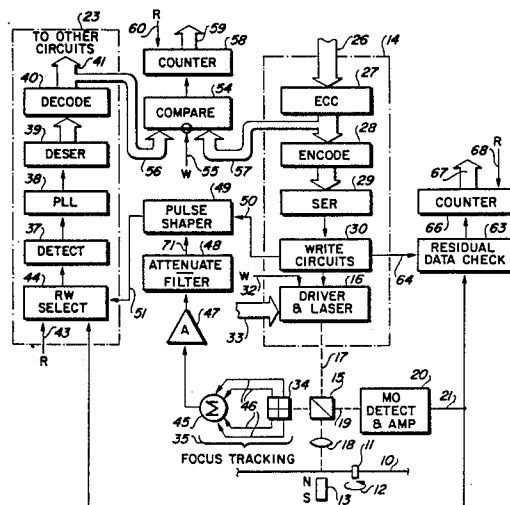 23
TO OTHER
CIRCUITS
41
40
DECODE
39
DESER
38
PLL
37
DETECT
44
RW
SELECT
43
R
51
R
60
59
58
COUNTER
54
COMPARE
55
W
56
57
49
PULSE
SHAPER
50
71
48
ATTENUATE
FILTER
47
A
45
M
46
34
35
FOCUS TRACKING
26
14
27
ECC
28
ENCODE
29
SER
30
WRITE
CIRCUITS
W
32
16
DRIVER
& LASER
33
17
15
19
18
20
MO
DETECT
& AMP
21
11
10
12
N
S
13
R
67
68
COUNTER
66
63
RESIDUAL
DATA CHECK
64